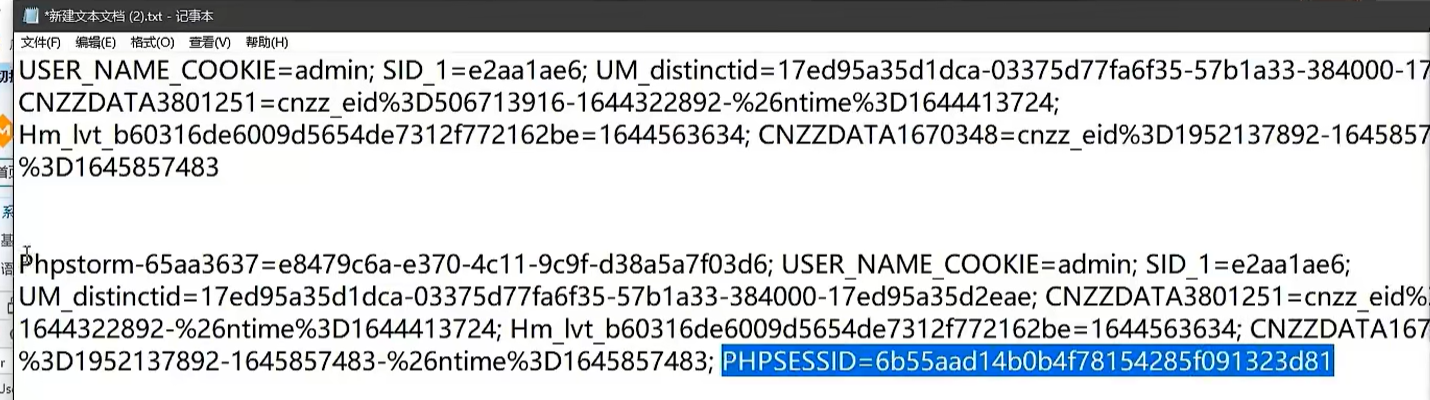 *新建文本文档 (2).txt - 记事本
文件(F) 编辑(E) 格式(O) 查看(V) 帮助(H)
USER_NAME_COOKIE=admin; SID_1=e2aa1ae6; UM_distinctid=17ed95a35d1dca-03375d77fa6f35-57b1a33-384000-17
CNZZDATA3801251=cnzz_eid%3D506713916-1644322892-%26ntime%3D1644413724;
Hm_lvt_b60316de6009d5654de7312f772162be=1644563634; CNZZDATA1670348=cnzz_eid%3D1952137892-1645857
%3D1645857483
Phpstorm-65aa3637=e8479c6a-e370-4c11-9c9f-d38a5a7f03d6; USER_NAME_COOKIE=admin; SID_1=e2aa1ae6;
UM_distinctid=17ed95a35d1dca-03375d77fa6f35-57b1a33-384000-17ed95a35d2eae; CNZZDATA3801251=cnzz_eid%
1644322892-%26ntime%3D1644413724; Hm_lvt_b60316de6009d5654de7312f772162be=1644563634; CNZZDATA167
%3D1952137892-1645857483-%26ntime%3D1645857483; PHPSESSID=6b55aad14b0b4f78154285f091323d81